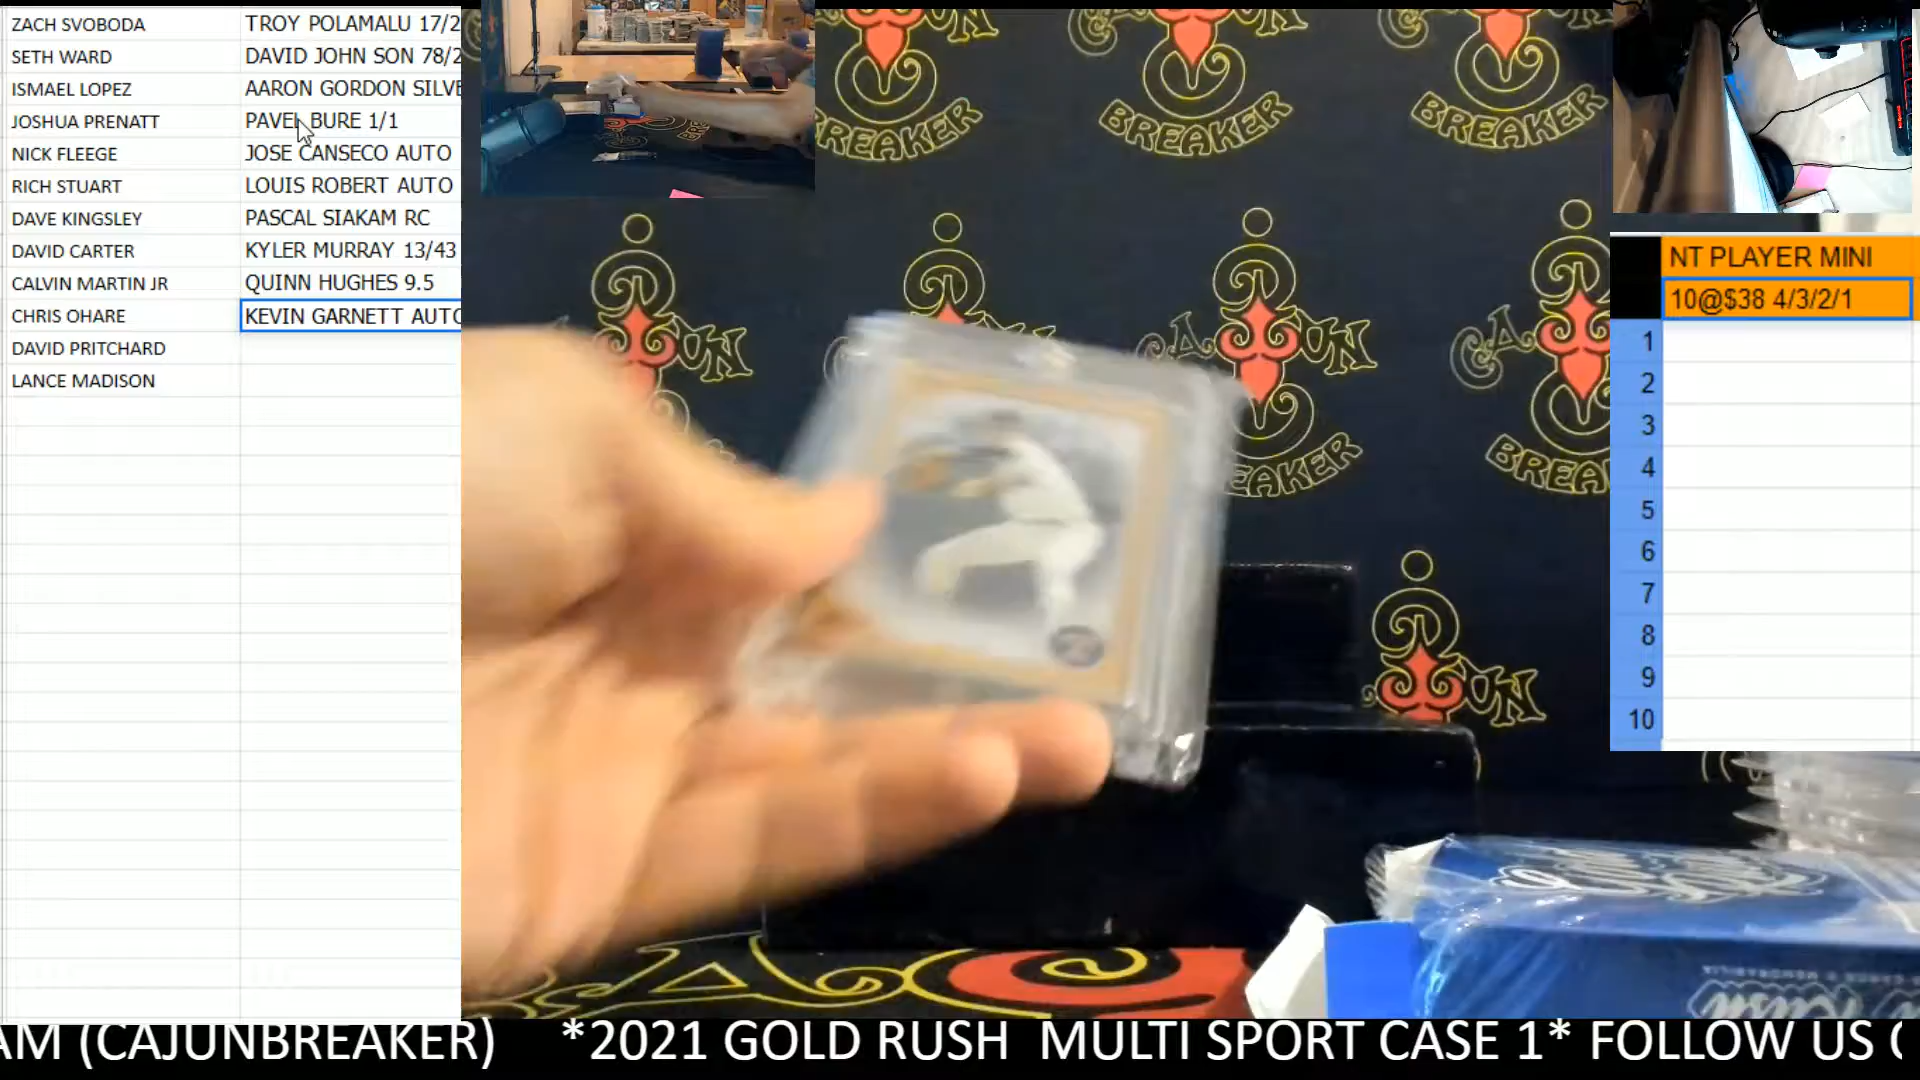 ZACH SVOBODA TROY POLAMALU 17/2
SETH WARD DAVID JOHN SON 78/2
ISMAEL LOPEZ AARON GORDON SILVE
JOSHUA PRENATT PAVEL BURE 1/1
NICK FLEEGE JOSE CANSECO AUTO
RICH STUART LOUIS ROBERT AUTO
DAVE KINGSLEY PASCAL SIAKAM RC
DAVID CARTER KYLER MURRAY 13/43
CALVIN MARTIN JR QUINN HUGHES 9.5
CHRIS OHARE KEVIN GARNETT AUTO
DAVID PRITCHARD
LANCE MADISON
BREAKER
BREAKER
BREAKER
CAJUN
BREAKER
NT PLAYER MINI
10@$38 4/3/2/1
1
2
3
4
5
6
7
8
9
10
AM (CAJUNBREAKER) *2021 GOLD RUSH MULTI SPORT CASE 1* FOLLOW US